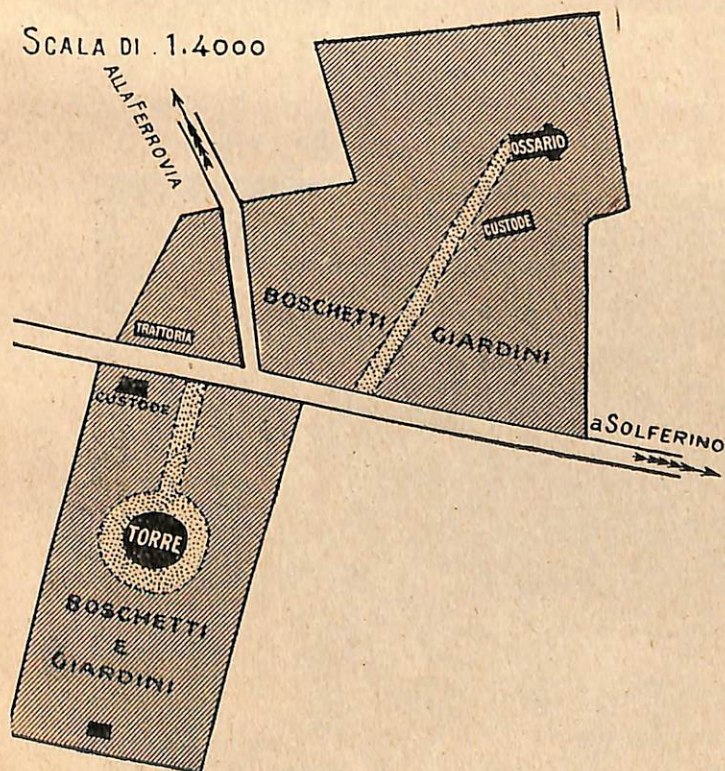 SCALA DI . 1.4000
ALLA FERROVIA
OSSARIO
CUSTODE
BOSCHETTI
GIARDINI
TRATTORIA
CUSTODE
a SOLFERINO
TORRE
BOSCHETTI
E
GIARDINI